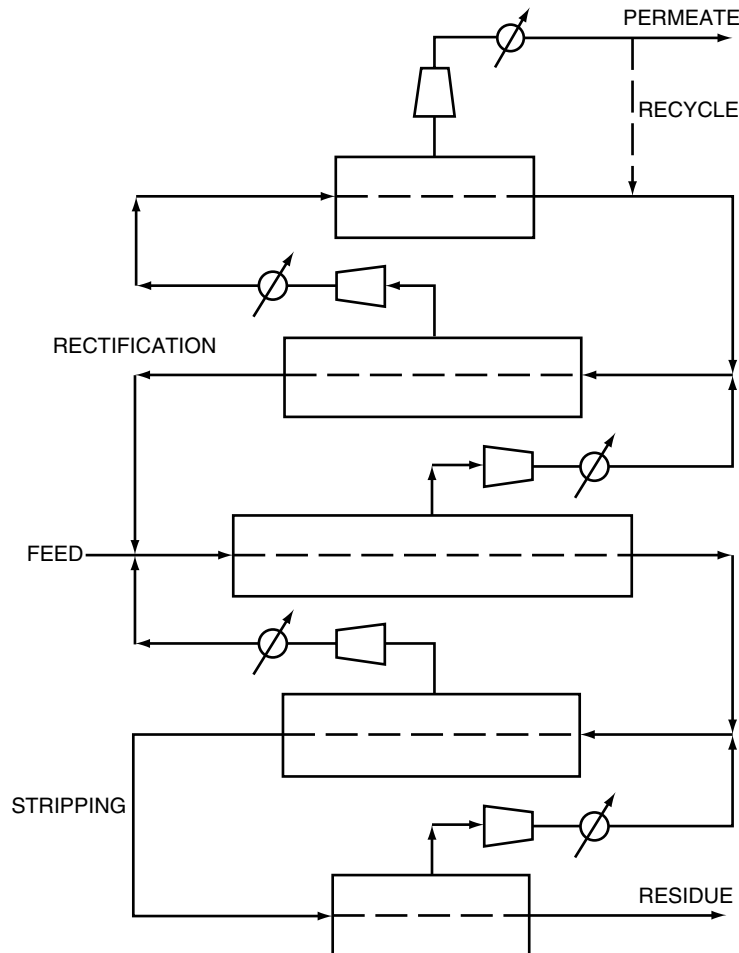 PERMEATE
RECYCLE
RECTIFICATION
FEED
STRIPPING
RESIDUE